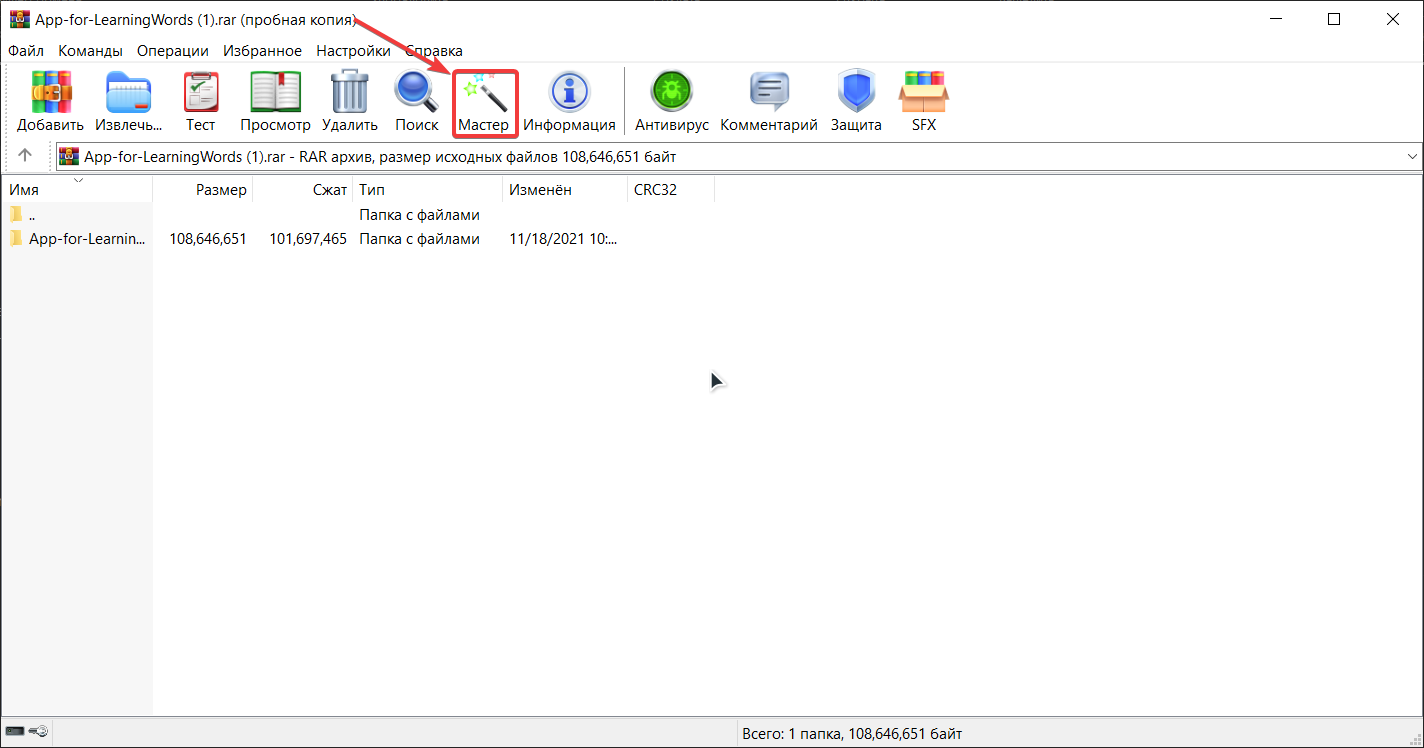 App-for-LearningWords (1).rar (пробная копия)
Файл Команды Операции Избранное Настройки Справка
Добавить Извлечь... Тест Просмотр Удалить Поиск Мастер Информация Антивирус Комментарий Защита SFX
App-for-LearningWords (1).rar - RAR архив, размер исходных файлов 108,646,651 байт
Имя Размер Сжат Тип Изменён CRC32
.. Папка с файлами
App-for-Learnin... 108,646,651 101,697,465 Папка с файлами 11/18/2021 10:...
Всего: 1 папка, 108,646,651 байт